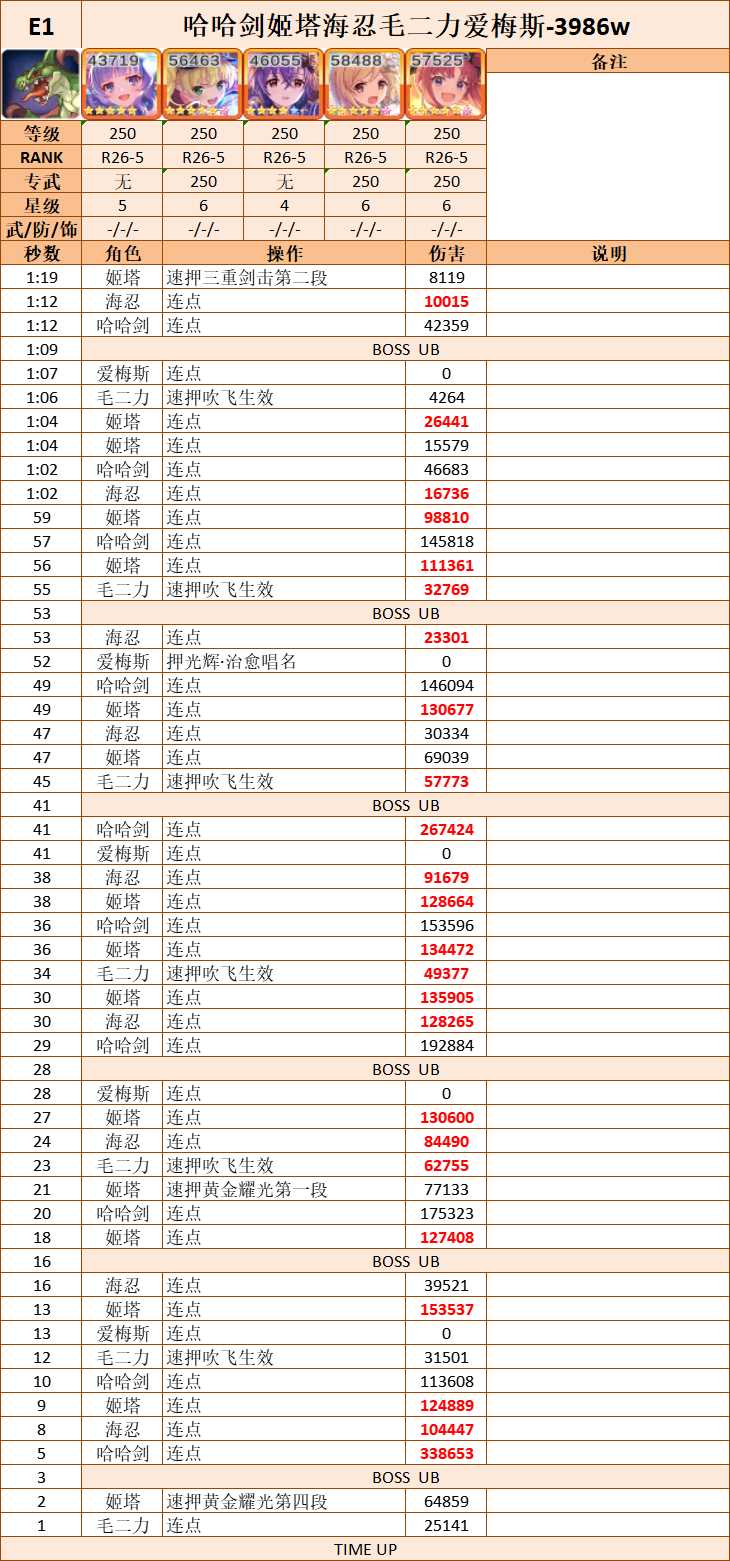 E1 哈哈剑姬塔海忍毛二力爱梅斯-3986w
43719 56463 46055 58488 57525 备注
等级 250 250 250 250 250
RANK R26-5 R26-5 R26-5 R26-5 R26-5
专武 无 250 无 250 250
星级 5 6 4 6 6
武/防/饰 -/-/- -/-/- -/-/- -/-/- -/-/-
秒数 角色 操作 伤害 说明
1:19 姬塔 速押三重剑击第二段 8119
1:12 海忍 连点 10015
1:12 哈哈剑 连点 42359
1:09 BOSS UB
1:07 爱梅斯 连点 0
1:06 毛二力 速押吹飞生效 4264
1:04 姬塔 连点 26441
1:04 姬塔 连点 15579
1:02 哈哈剑 连点 46683
1:02 海忍 连点 16736
59 姬塔 连点 98810
57 哈哈剑 连点 145818
56 姬塔 连点 111361
55 毛二力 速押吹飞生效 32769
53 BOSS UB
53 海忍 连点 23301
52 爱梅斯 押光辉·治愈唱名 0
49 哈哈剑 连点 146094
49 姬塔 连点 130677
47 海忍 连点 30334
47 姬塔 连点 69039
45 毛二力 速押吹飞生效 57773
41 BOSS UB
41 哈哈剑 连点 267424
41 爱梅斯 连点 0
38 海忍 连点 91679
38 姬塔 连点 128664
36 哈哈剑 连点 153596
36 姬塔 连点 134472
34 毛二力 速押吹飞生效 49377
30 姬塔 连点 135905
30 海忍 连点 128265
29 哈哈剑 连点 192884
28 BOSS UB
28 爱梅斯 连点 0
27 姬塔 连点 130600
24 海忍 连点 84490
23 毛二力 速押吹飞生效 62755
21 姬塔 速押黄金耀光第一段 77133
20 哈哈剑 连点 175323
18 姬塔 连点 127408
16 BOSS UB
16 海忍 连点 39521
13 姬塔 连点 153537
13 爱梅斯 连点 0
12 毛二力 速押吹飞生效 31501
10 哈哈剑 连点 113608
9 姬塔 连点 124889
8 海忍 连点 104447
5 哈哈剑 连点 338653
3 BOSS UB
2 姬塔 速押黄金耀光第四段 64859
1 毛二力 连点 25141
TIME UP